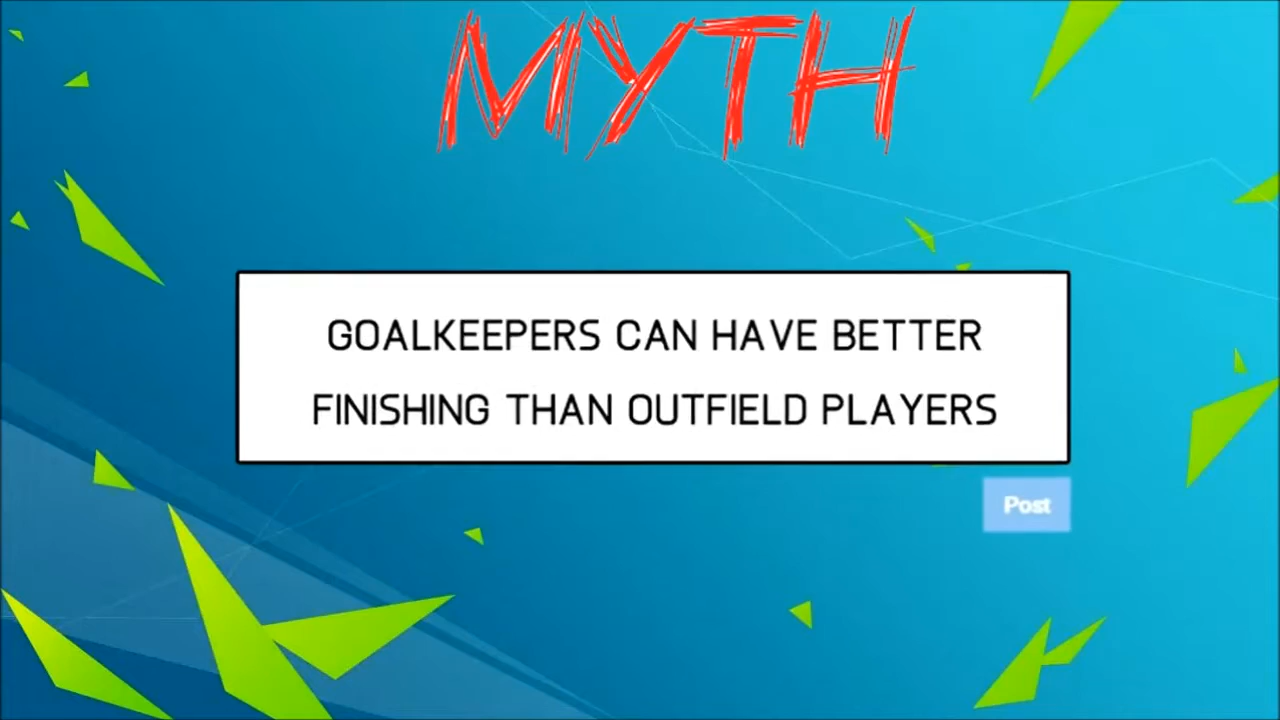 MYTH
GOALKEEPERS CAN HAVE BETTER
FINISHING THAN OUTFIELD PLAYERS
Post